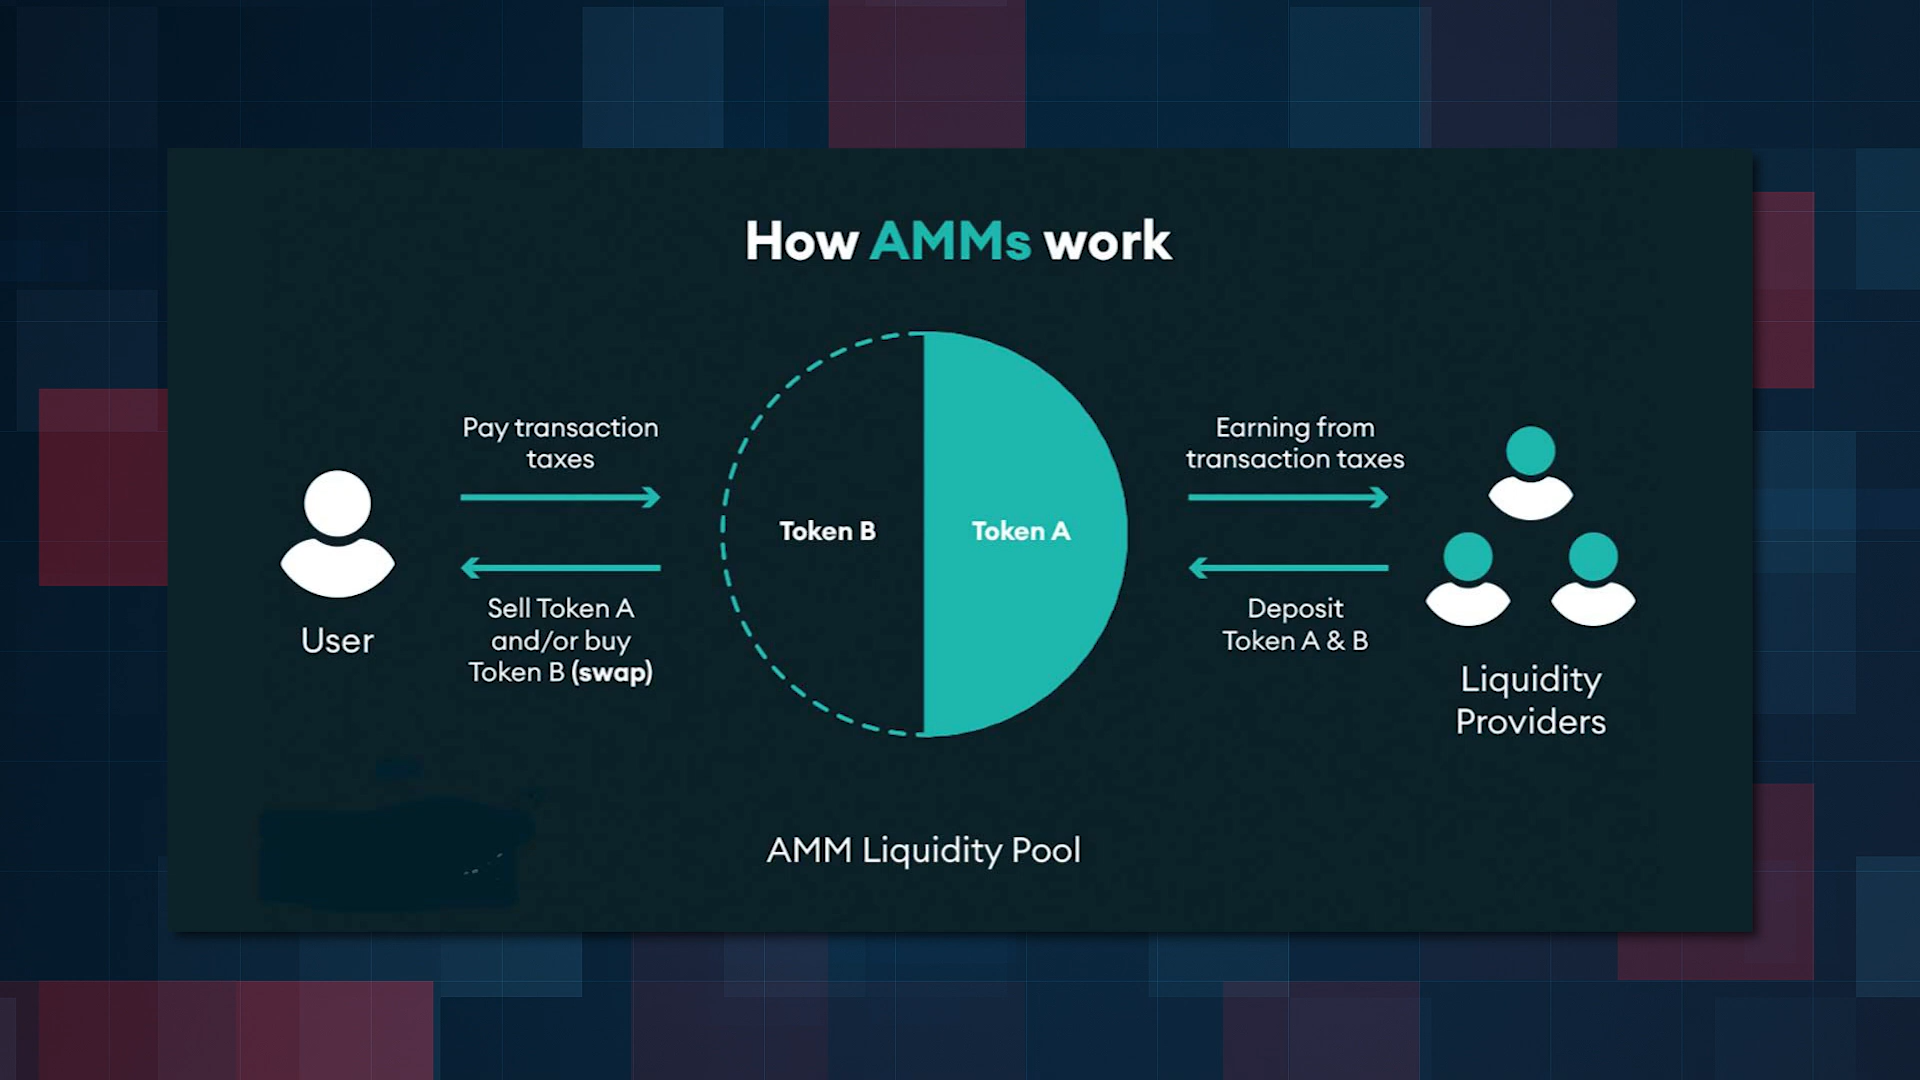 How AMMs work
Pay transaction
taxes
Sell Token A
and/or buy
Token B (swap)
User
Token B
Token A
Earning from
transaction taxes
Deposit
Token A & B
Liquidity
Providers
AMM Liquidity Pool